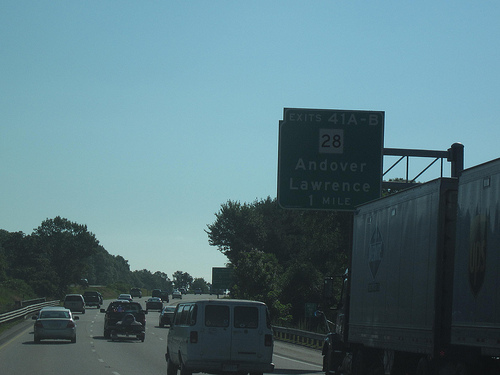 EXITS 41A-B
28
Andover
Lawrence
1 MILE